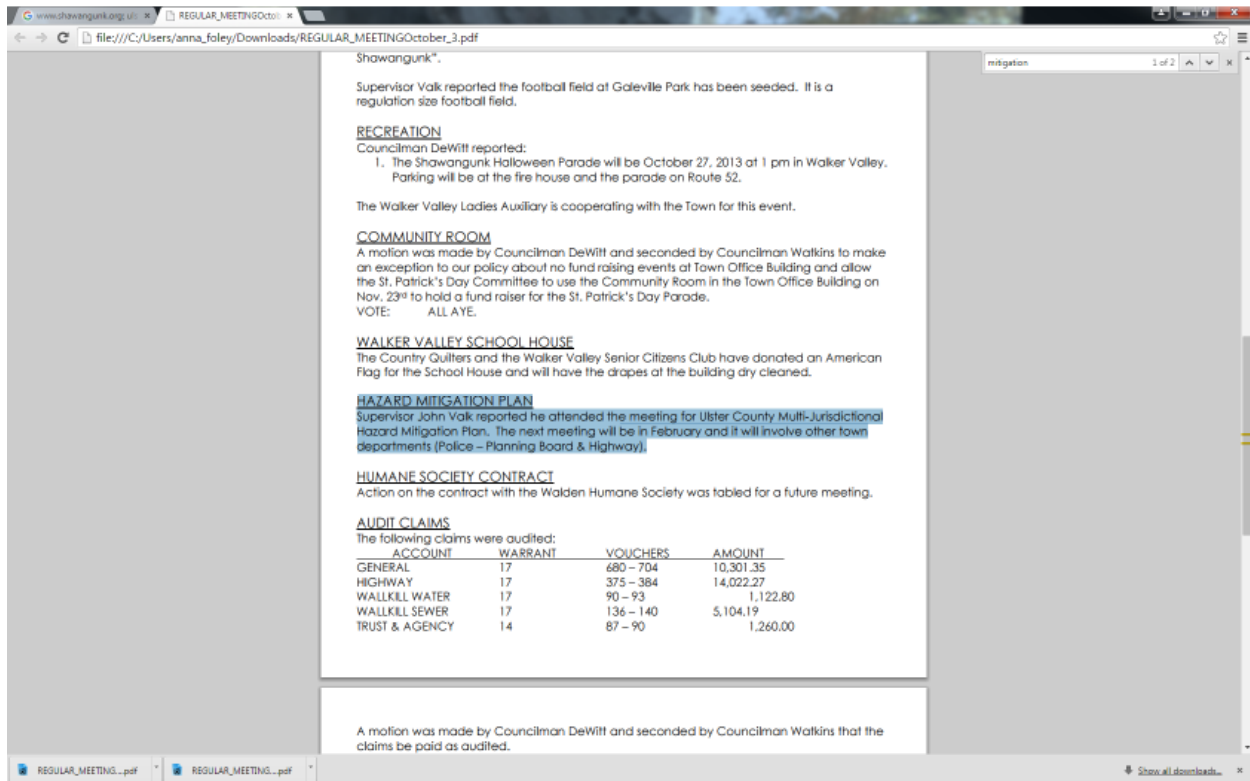 www.shawangunk.org: uls
REGULAR_MEETINGOctob
file:///C:/Users/anna_foley/Downloads/REGULAR_MEETINGOctober_3.pdf
mitigation 1 of 2
Shawangunk".
Supervisor Valk reported the football field at Galeville Park has been seeded. It is a
regulation size football field.
RECREATION
Councilman DeWitt reported:
1. The Shawangunk Halloween Parade will be October 27, 2013 at 1 pm in Walker Valley.
Parking will be at the fire house and the parade on Route 52.
The Walker Valley Ladies Auxiliary is cooperating with the Town for this event.
COMMUNITY ROOM
A motion was made by Councilman DeWitt and seconded by Councilman Watkins to make
an exception to our policy about no fund raising events at Town Office Building and allow
the St. Patrick's Day Committee to use the Community Room in the Town Office Building on
Nov. 23rd to hold a fund raiser for the St. Patrick's Day Parade.
VOTE: ALL AYE.
WALKER VALLEY SCHOOL HOUSE
The Country Quilters and the Walker Valley Senior Citizens Club have donated an American
Flag for the School House and will have the drapes at the building dry cleaned.
HAZARD MITIGATION PLAN
Supervisor John Valk reported he attended the meeting for Ulster County Multi-Jurisdictional
Hazard Mitigation Plan. The next meeting will be in February and it will involve other town
departments (Police – Planning Board & Highway).
HUMANE SOCIETY CONTRACT
Action on the contract with the Walden Humane Society was tabled for a future meeting.
AUDIT CLAIMS
The following claims were audited:
ACCOUNT WARRANT VOUCHERS AMOUNT
GENERAL 17 680 – 704 10,301.35
HIGHWAY 17 375 – 384 14,022.27
WALLKILL WATER 17 90 – 93 1,122.80
WALLKILL SEWER 17 136 – 140 5,104.19
TRUST & AGENCY 14 87 – 90 1,260.00
A motion was made by Councilman DeWitt and seconded by Councilman Watkins that the
claims be paid as audited.
REGULAR_MEETING....pdf REGULAR_MEETING....pdf Show all downloads...